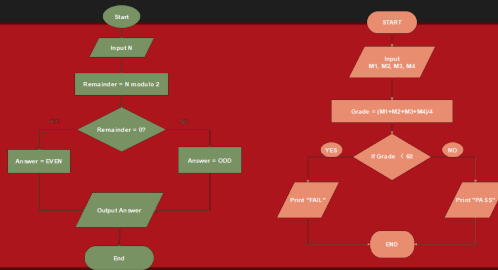 Start
Input N
Remainder = N modulo 2
Remainder = 0?
Answer = EVEN
Answer = ODD
Output Answer
End
START
Input
M1, M2, M3, M4
Grade = (M1+M2+M3+M4)/4
YES
If Grade < 60
NO
Print "FAIL"
Print "PASS"
END